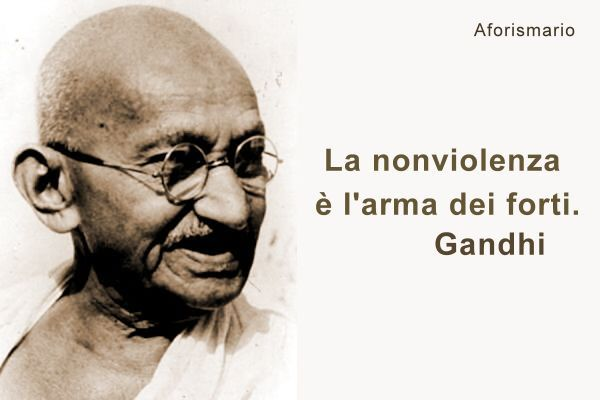 Aforismario
La nonviolenza
è l'arma dei forti.
Gandhi